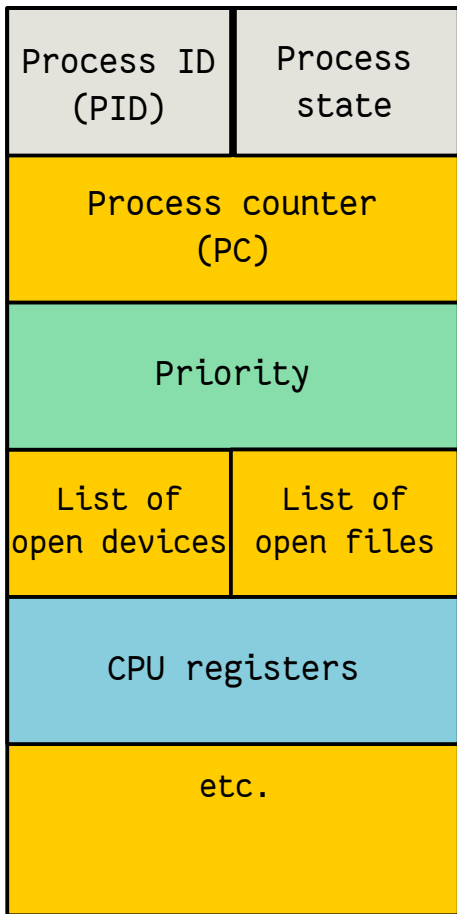 Process ID
(PID)
Process
state
Process counter
(PC)
Priority
List of
open devices
List of
open files
CPU registers
etc.